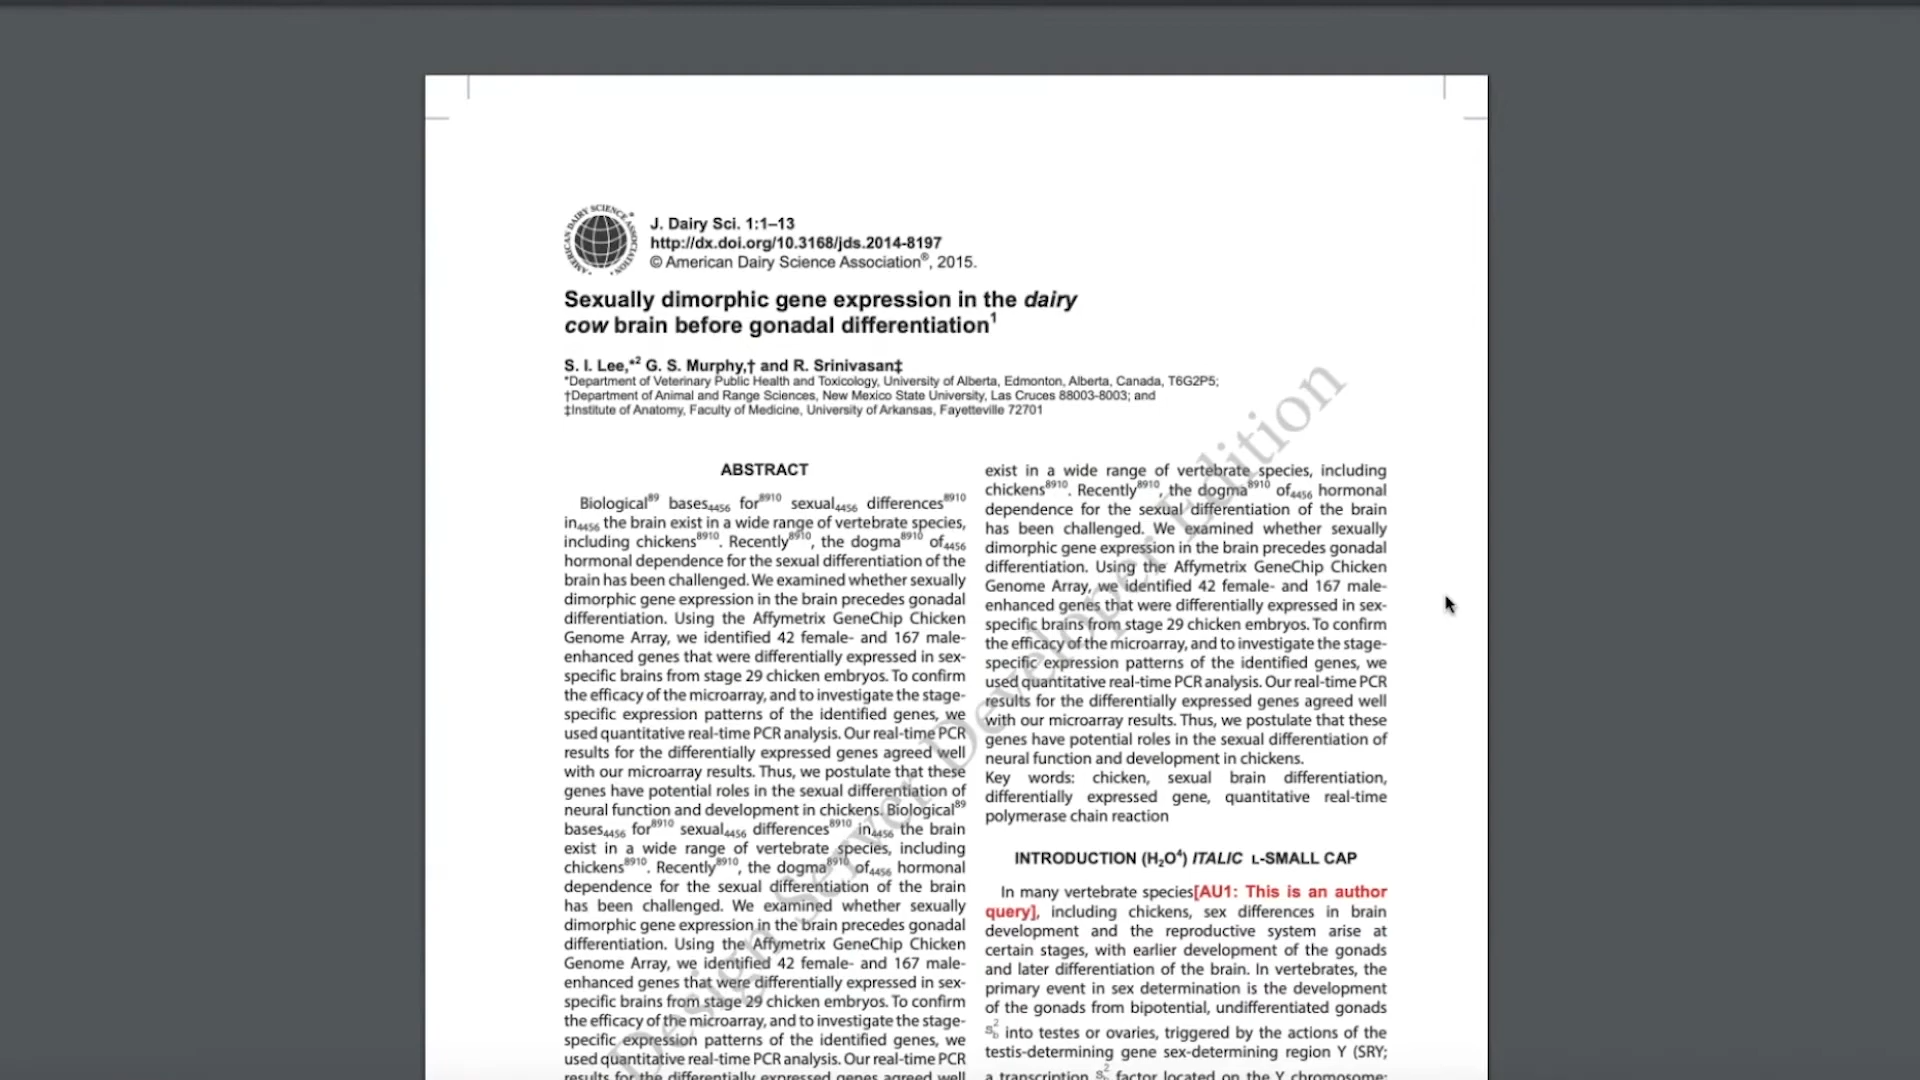 AMERICAN DAIRY SCIENCE ASSOCIATION®
J. Dairy Sci. 1:1–13
http://dx.doi.org/10.3168/jds.2014-8197
© American Dairy Science Association®, 2015.
Sexually dimorphic gene expression in the dairy
cow brain before gonadal differentiation1
S. I. Lee,*2 G. S. Murphy,† and R. Srinivasan‡
*Department of Veterinary Public Health and Toxicology, University of Alberta, Edmonton, Alberta, Canada, T6G2P5;
†Department of Animal and Range Sciences, New Mexico State University, Las Cruces 88003-8003; and
‡Institute of Anatomy, Faculty of Medicine, University of Arkansas, Fayetteville 72701
ABSTRACT
Biological89 bases4456 for8910 sexual4456 differences8910
in4456 the brain exist in a wide range of vertebrate species,
including chickens8910. Recently8910, the dogma8910 of4456
hormonal dependence for the sexual differentiation of the
brain has been challenged. We examined whether sexually
dimorphic gene expression in the brain precedes gonadal
differentiation. Using the Affymetrix GeneChip Chicken
Genome Array, we identified 42 female- and 167 male-
enhanced genes that were differentially expressed in sex-
specific brains from stage 29 chicken embryos. To confirm
the efficacy of the microarray, and to investigate the stage-
specific expression patterns of the identified genes, we
used quantitative real-time PCR analysis. Our real-time PCR
results for the differentially expressed genes agreed well
with our microarray results. Thus, we postulate that these
genes have potential roles in the sexual differentiation of
neural function and development in chickens. Biological89
bases4456 for8910 sexual4456 differences8910 in4456 the brain
exist in a wide range of vertebrate species, including
chickens8910. Recently8910, the dogma8910 of4456 hormonal
dependence for the sexual differentiation of the brain
has been challenged. We examined whether sexually
dimorphic gene expression in the brain precedes gonadal
differentiation. Using the Affymetrix GeneChip Chicken
Genome Array, we identified 42 female- and 167 male-
enhanced genes that were differentially expressed in sex-
specific brains from stage 29 chicken embryos. To confirm
the efficacy of the microarray, and to investigate the stage-
specific expression patterns of the identified genes, we
used quantitative real-time PCR analysis. Our real-time PCR
results for the differentially expressed genes agreed well
exist in a wide range of vertebrate species, including
chickens8910. Recently8910, the dogma8910 of4456 hormonal
dependence for the sexual differentiation of the brain
has been challenged. We examined whether sexually
dimorphic gene expression in the brain precedes gonadal
differentiation. Using the Affymetrix GeneChip Chicken
Genome Array, we identified 42 female- and 167 male-
enhanced genes that were differentially expressed in sex-
specific brains from stage 29 chicken embryos. To confirm
the efficacy of the microarray, and to investigate the stage-
specific expression patterns of the identified genes, we
used quantitative real-time PCR analysis. Our real-time PCR
results for the differentially expressed genes agreed well
with our microarray results. Thus, we postulate that these
genes have potential roles in the sexual differentiation of
neural function and development in chickens.
Key words: chicken, sexual brain differentiation,
differentially expressed gene, quantitative real-time
polymerase chain reaction
INTRODUCTION (H2O4) ITALIC L-SMALL CAP
In many vertebrate species[AU1: This is an author
query], including chickens, sex differences in brain
development and the reproductive system arise at
certain stages, with earlier development of the gonads
and later differentiation of the brain. In vertebrates, the
primary event in sex determination is the development
of the gonads from bipotential, undifferentiated gonads
S2b into testes or ovaries, triggered by the actions of the
testis-determining gene sex-determining region Y (SRY;
a transcription S2b factor located on the Y chromosome;
Design Server Developer Edition